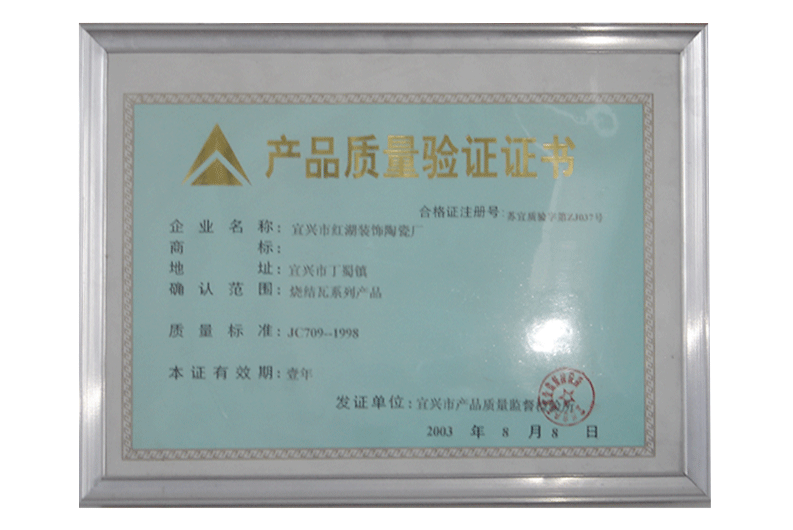 产品质量验证证书
合格证注册号:苏宜质验字第ZJ037号
企业名称:宜兴市红湖装饰陶瓷厂
商标:
地址:宜兴市丁蜀镇
确认范围:烧结瓦系列产品
质量标准:JC709--1998
本证有效期:壹年
发证单位:宜兴市产品质量监督检验所
2003 年 8 月 8 日